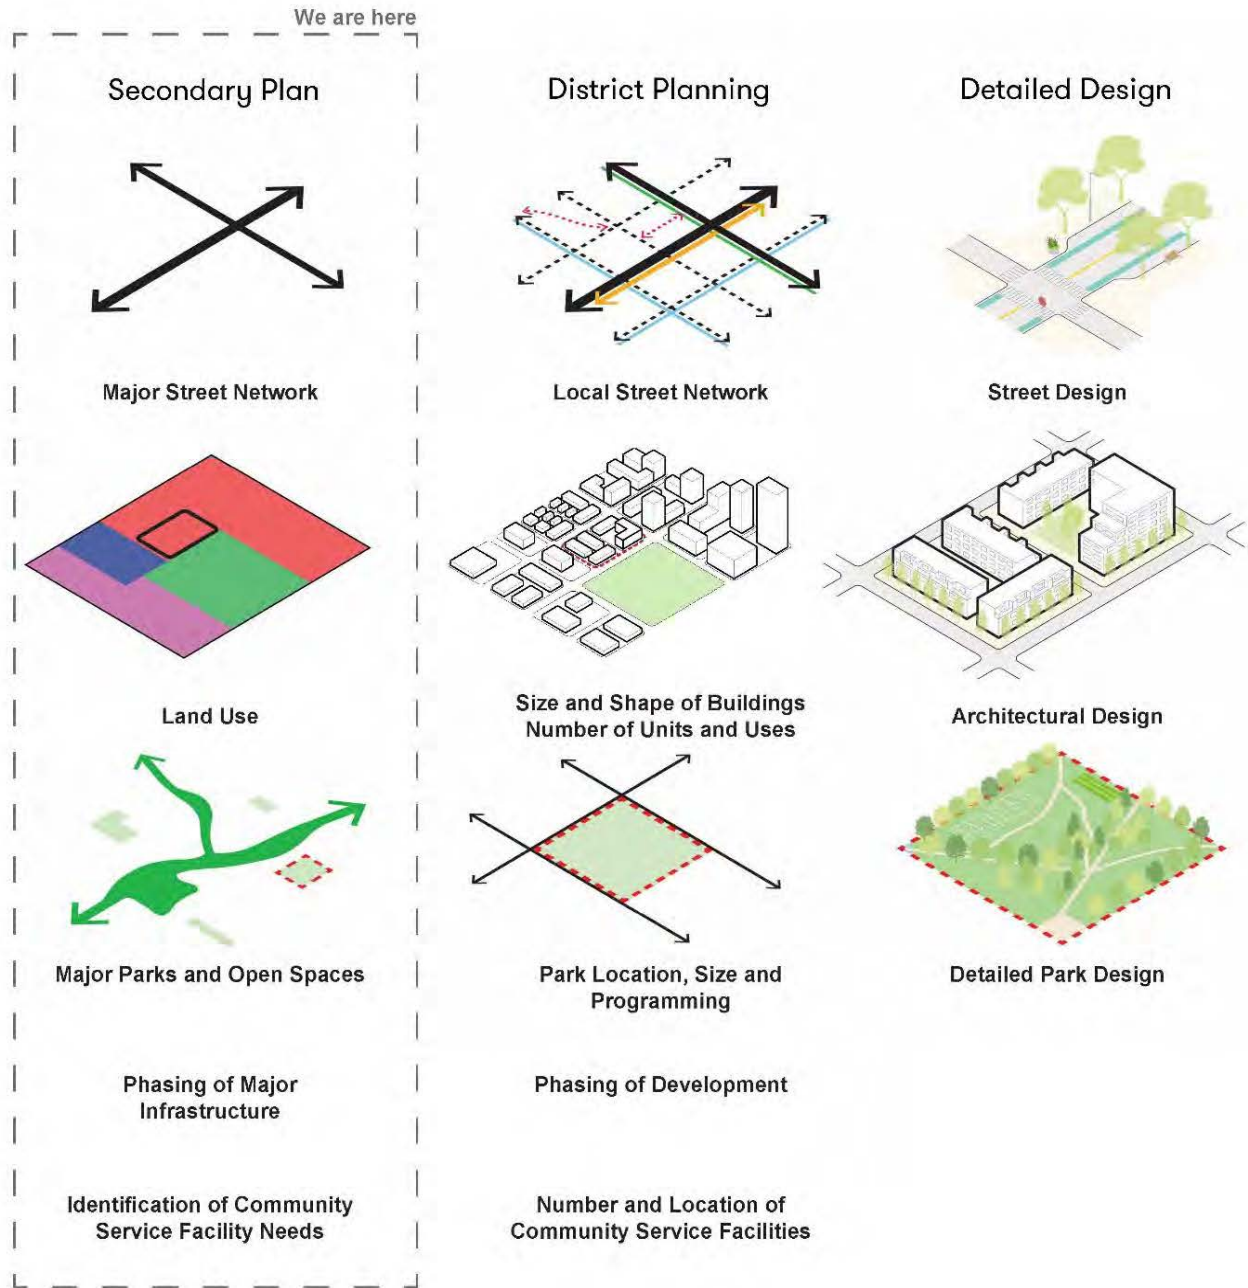 We are here
Secondary Plan
District Planning
Detailed Design
Major Street Network
Local Street Network
Street Design
Land Use
Size and Shape of Buildings
Number of Units and Uses
Architectural Design
Major Parks and Open Spaces
Park Location, Size and
Programming
Detailed Park Design
Phasing of Major
Infrastructure
Phasing of Development
Identification of Community
Service Facility Needs
Number and Location of
Community Service Facilities